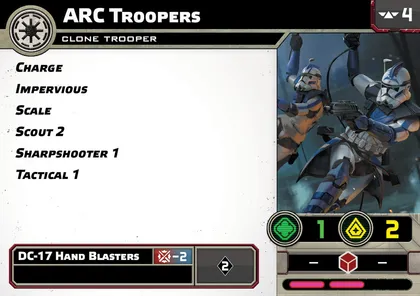 ARC Troopers
4
Clone Trooper
Charge
Impervious
Scale
Scout 2
Sharpshooter 1
Tactical 1
1
2
– –
DC-17 Hand Blasters
–2
2